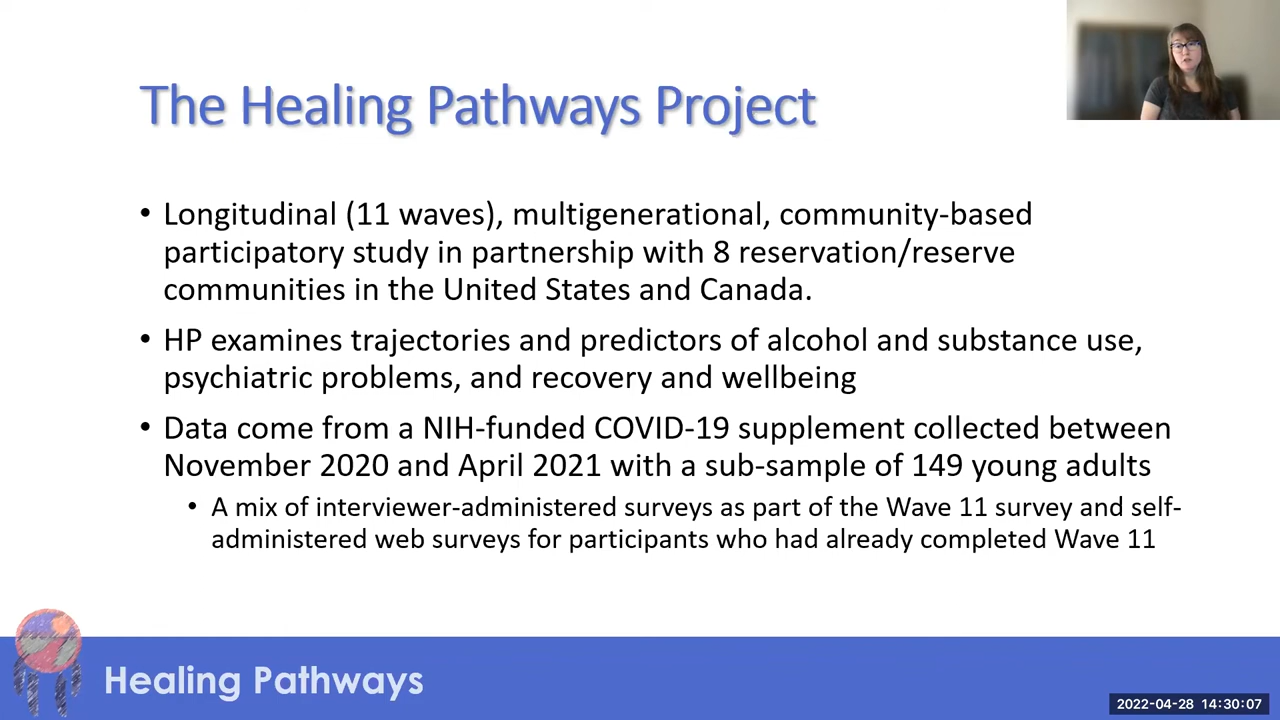 The Healing Pathways Project
• Longitudinal (11 waves), multigenerational, community-based
participatory study in partnership with 8 reservation/reserve
communities in the United States and Canada.
• HP examines trajectories and predictors of alcohol and substance use,
psychiatric problems, and recovery and wellbeing
• Data come from a NIH-funded COVID-19 supplement collected between
November 2020 and April 2021 with a sub-sample of 149 young adults
• A mix of interviewer-administered surveys as part of the Wave 11 survey and self-
administered web surveys for participants who had already completed Wave 11
Healing Pathways
2022-04-28 14:30:07